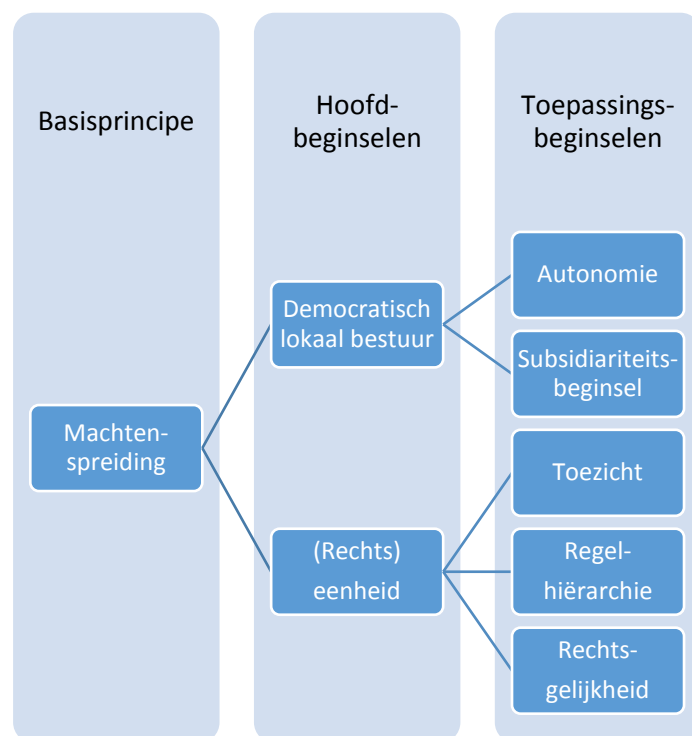 Basisprincipe
Hoofd-
beginselen
Toepassings-
beginselen
Machten-
spreiding
Democratisch
lokaal bestuur
(Rechts)
eenheid
Autonomie
Subsidiariteits-
beginsel
Toezicht
Regel-
hiërarchie
Rechts-
gelijkheid